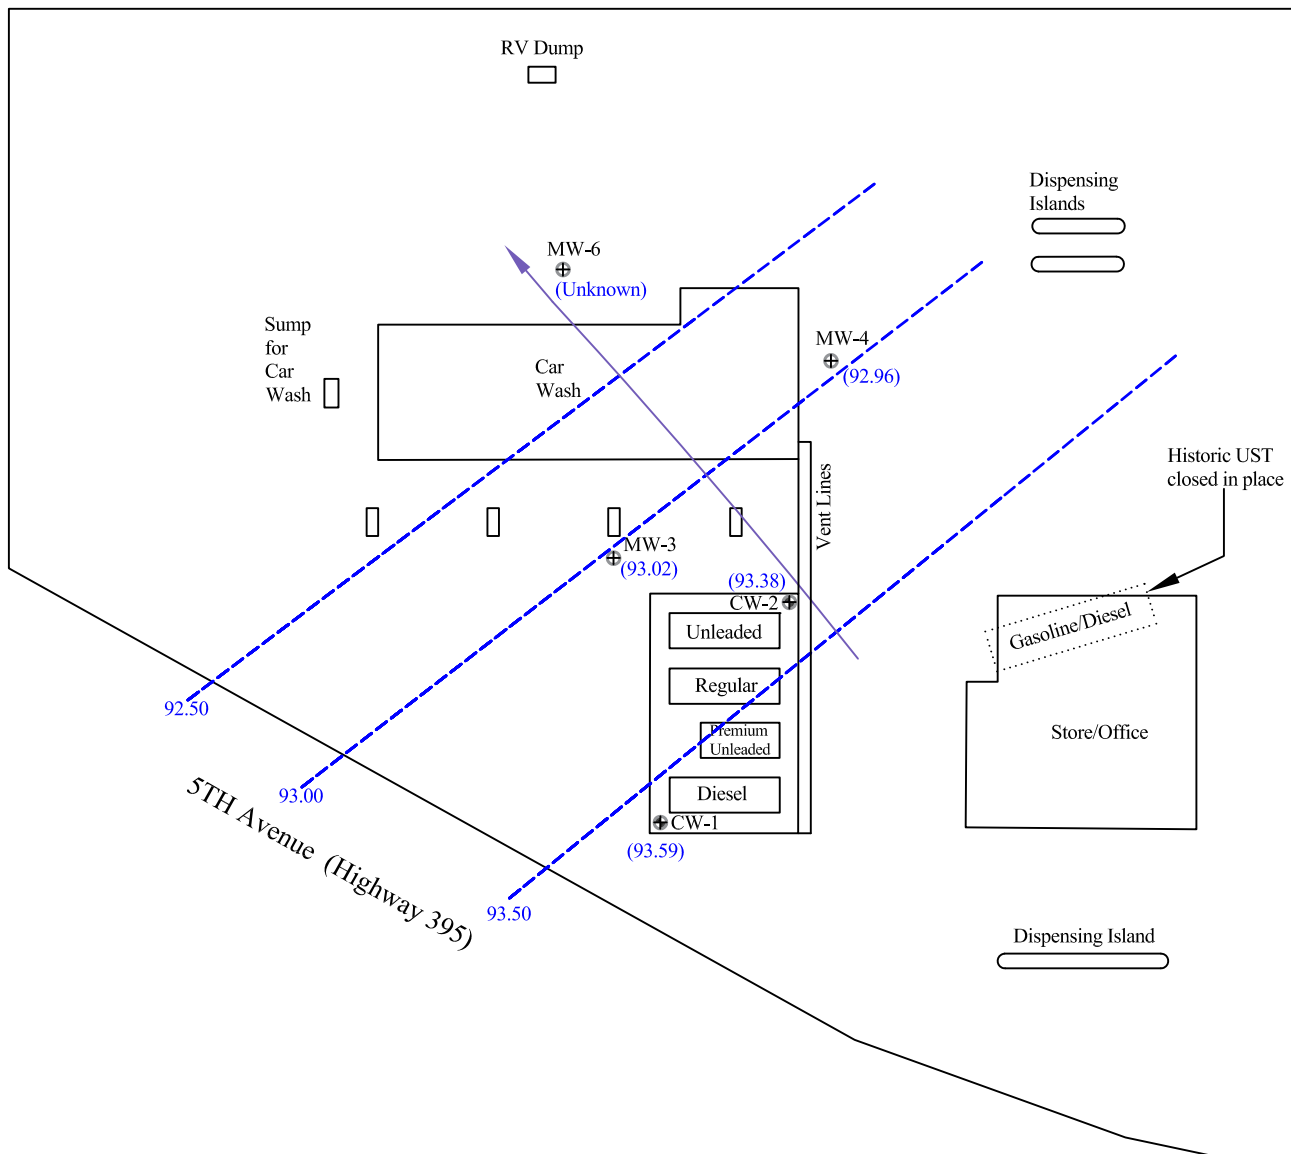 RV Dump
Dispensing
Islands
MW-6
(Unknown)
Sump
for
Car
Wash
Car
Wash
MW-4
(92.96)
Historic UST
closed in place
Vent Lines
MW-3
(93.02)
(93.38)
CW-2
Unleaded
Gasoline/Diesel
Regular
Premium
Unleaded
Store/Office
92.50
Diesel
93.00
CW-1
(93.59)
5TH Avenue (Highway 395)
93.50
Dispensing Island